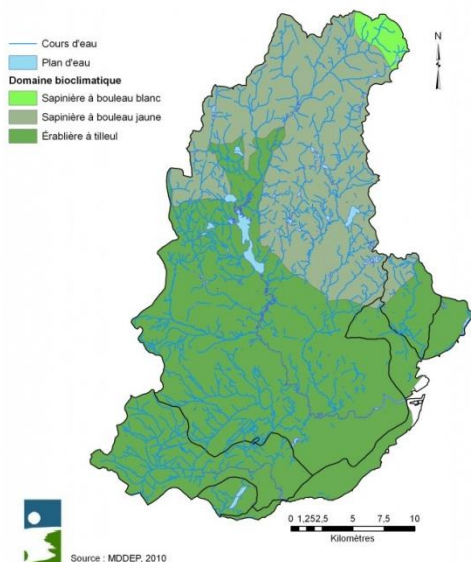 Cours d'eau
Plan d'eau
Domaine bioclimatique
Sapinière à bouleau blanc
Sapinière à bouleau jaune
Érablière à tilleul
N
0 1,252,5 5 7,5 10
Kilomètres
Source : MDDEP, 2010